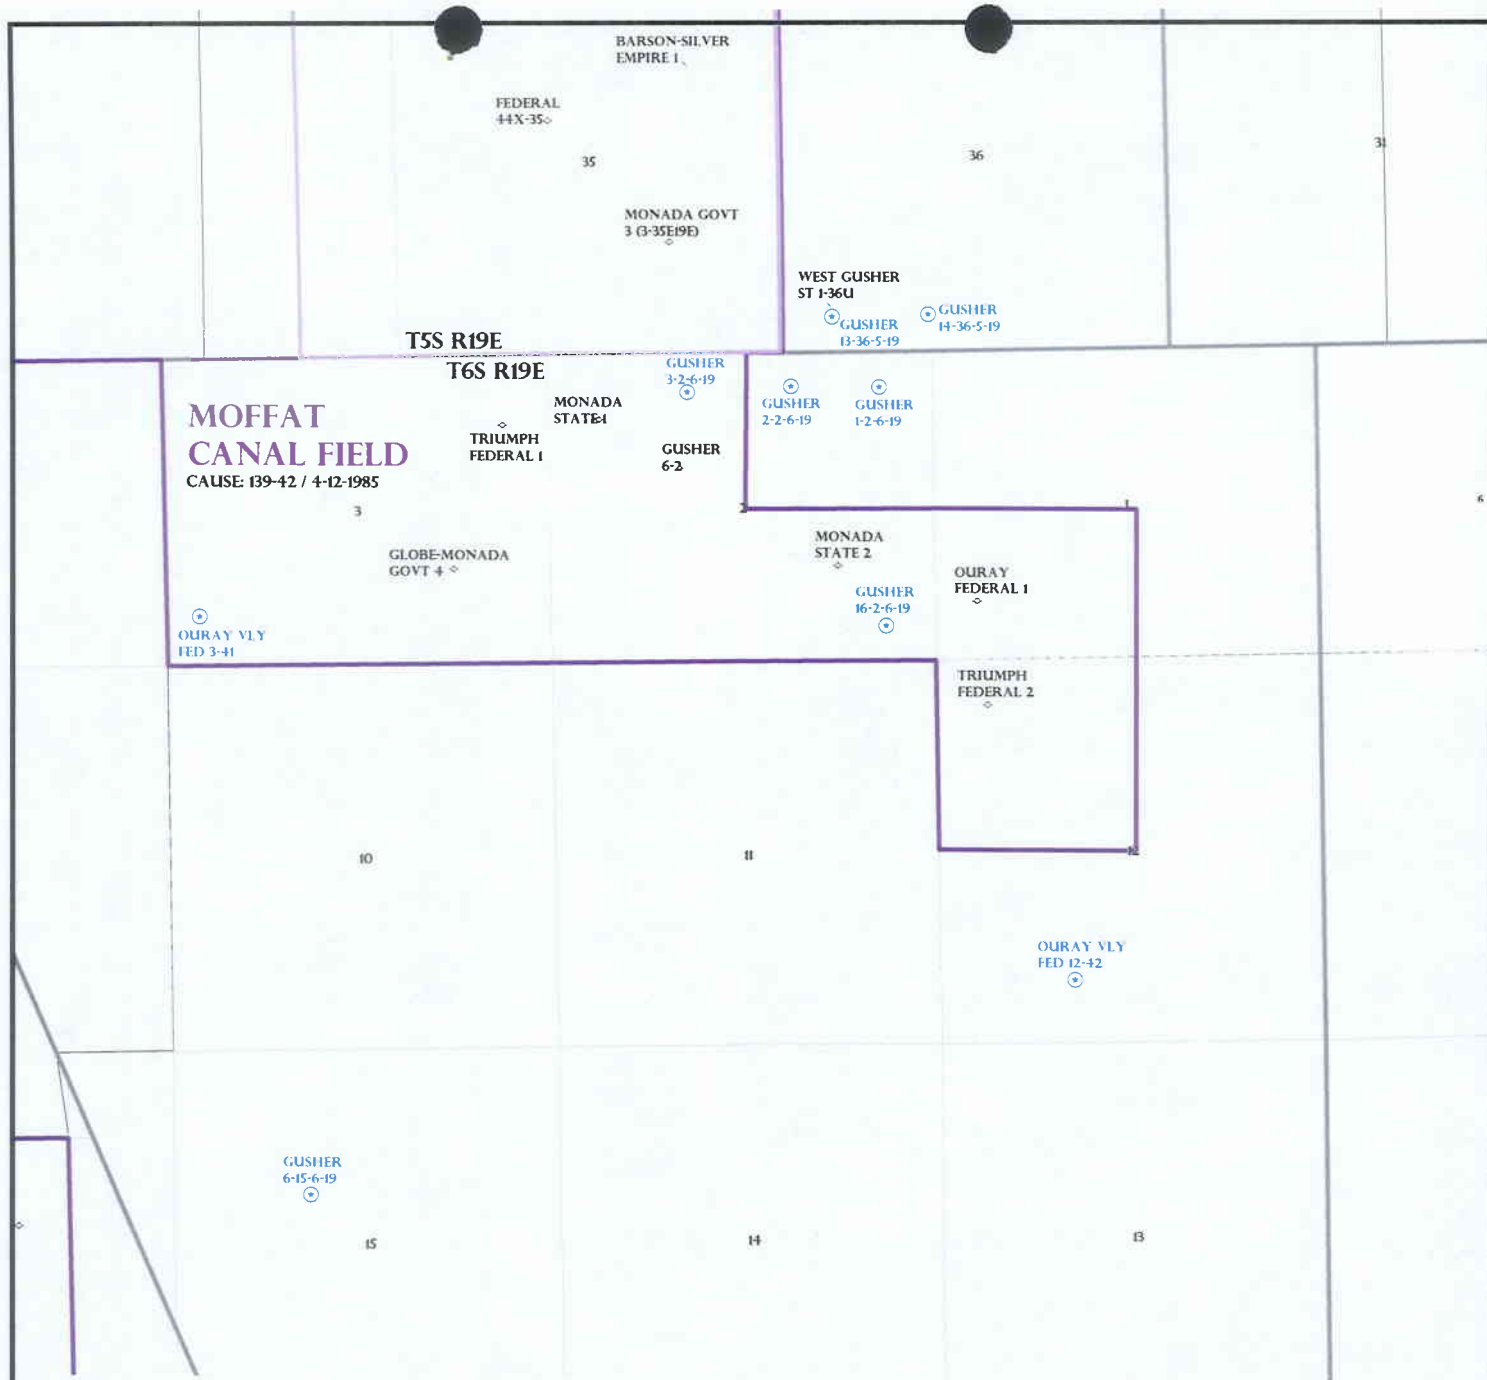 BARSON-SILVER
EMPIRE 1
FEDERAL
44X-35
35
36
31
MONADA GOVT
3 (3-35E19E)
WEST GUSHER
ST 1-36U
GUSHER
13-36-5-19
GUSHER
14-36-5-19
T5S R19E
T6S R19E
GUSHER
3-2-6-19
MONADA
STATE 1
GUSHER
2-2-6-19
GUSHER
1-2-6-19
MOFFAT
CANAL FIELD
CAUSE: 139-42 / 4-12-1985
TRIUMPH
FEDERAL 1
GUSHER
6-2
3
2
1
6
GLOBE-MONADA
GOVT 4
MONADA
STATE 2
OURAY
FEDERAL 1
GUSHER
16-2-6-19
OURAY VLY
FED 3-41
TRIUMPH
FEDERAL 2
10
11
12
OURAY VLY
FED 12-42
GUSHER
6-15-6-19
15
14
13